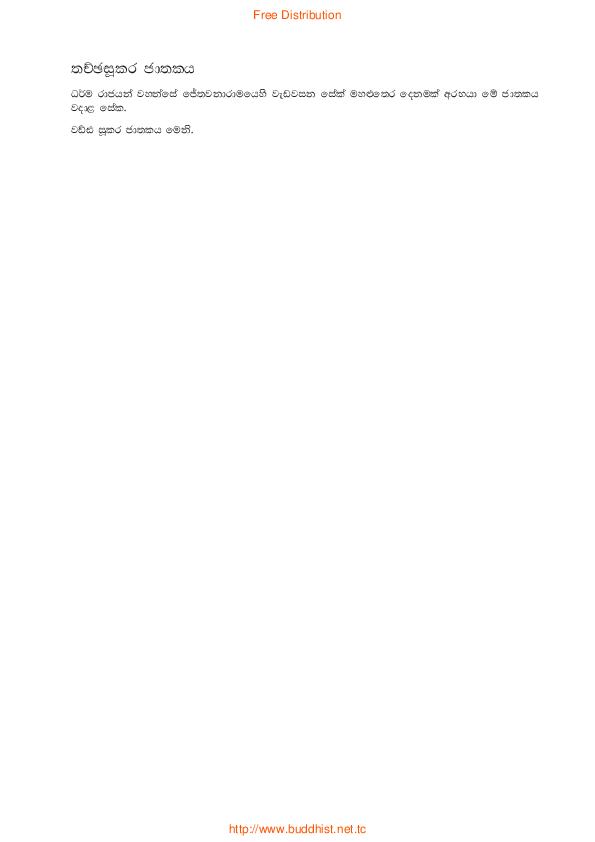 Free Distribution
තච්ඡසූකර ජාතකය
ධර්ම රාජයන් වහන්සේ ජේතවනාරාමයෙහි වැඩවසන සේක් මහළුතෙර දෙනමක් අරභයා මේ ජාතකය
වදාළ සේක.
වඩ්ඪ සූකර ජාතකය මෙනි.
http://www.buddhist.net.tc